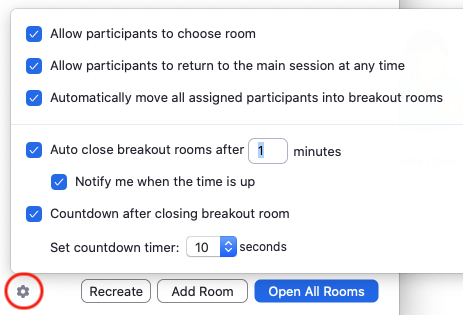 Allow participants to choose room
Allow participants to return to the main session at any time
Automatically move all assigned participants into breakout rooms
Auto close breakout rooms after 1 minutes
Notify me when the time is up
Countdown after closing breakout room
Set countdown timer: 10 seconds
Recreate Add Room Open All Rooms